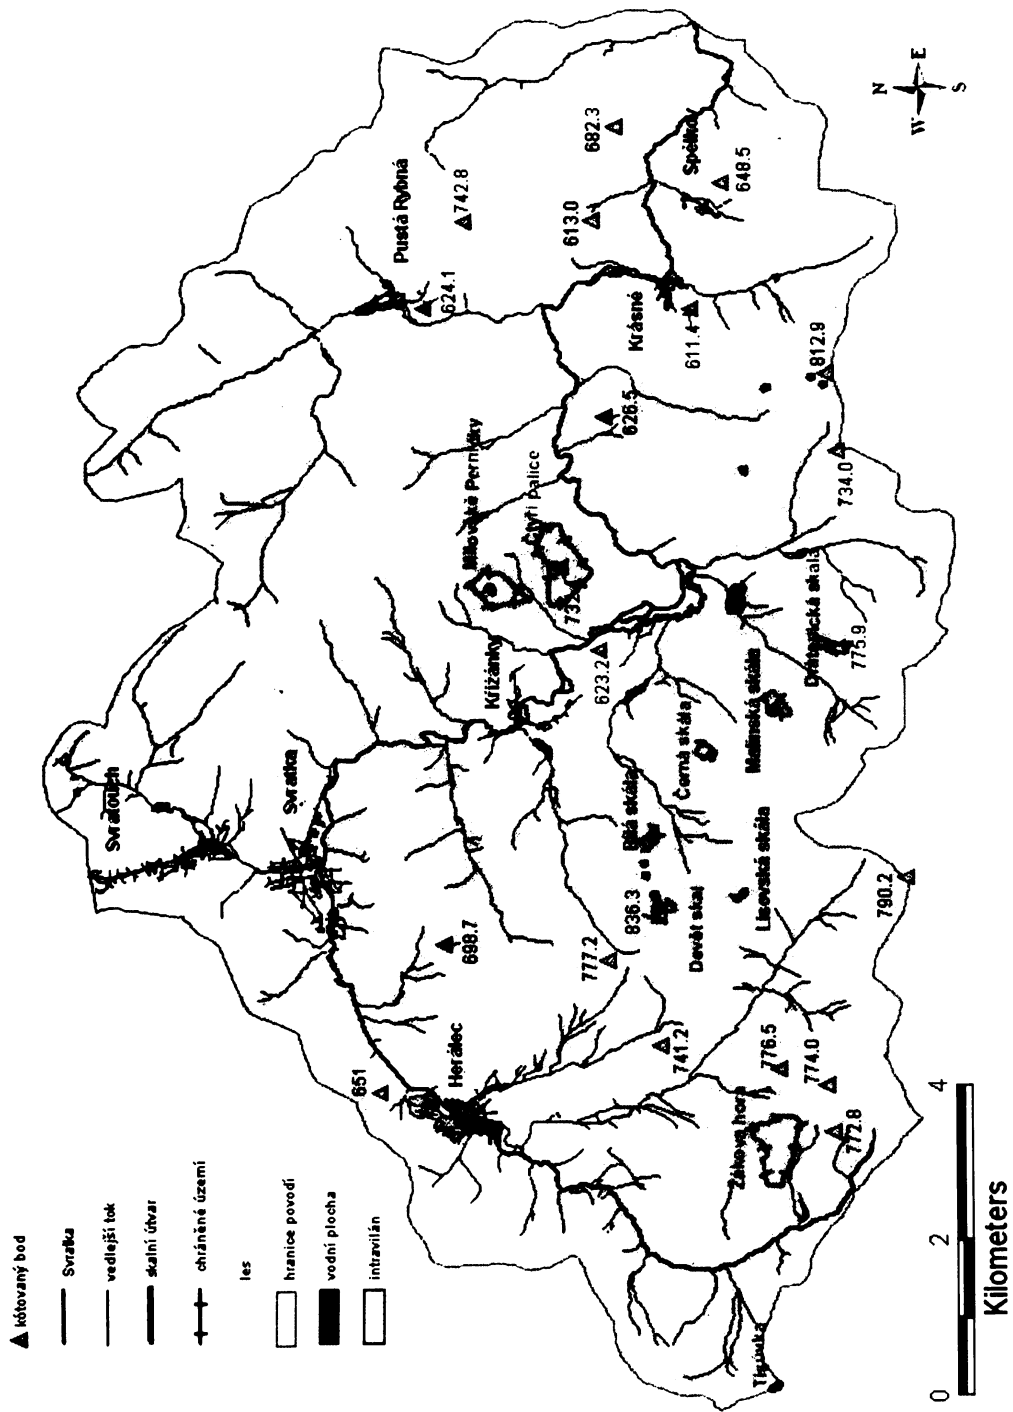 kótovaný bod
Svratka
vedlejší tok
skalní útvar
chráněné území
les
hranice povodí
vodní plocha
intravilán
Svratouch
Svratka
651
Herálec
698.7
Pustá Rybná
624.1
742.8
Křižánky
Milovské Perničky
Čtyři palice
623.2
626.5
613.0
682.3
Krásné
611.4
Spělkov
648.5
812.9
734.0
777.2
836.3
Bílá skála
Devět skal
Černá skála
Malinská skála
Drátenická skála
775.9
Lisovská skála
790.2
741.2
776.5
774.0
Žákova hora
772.8
Tisůvka
N
W
E
S
0
2
4
Kilometers